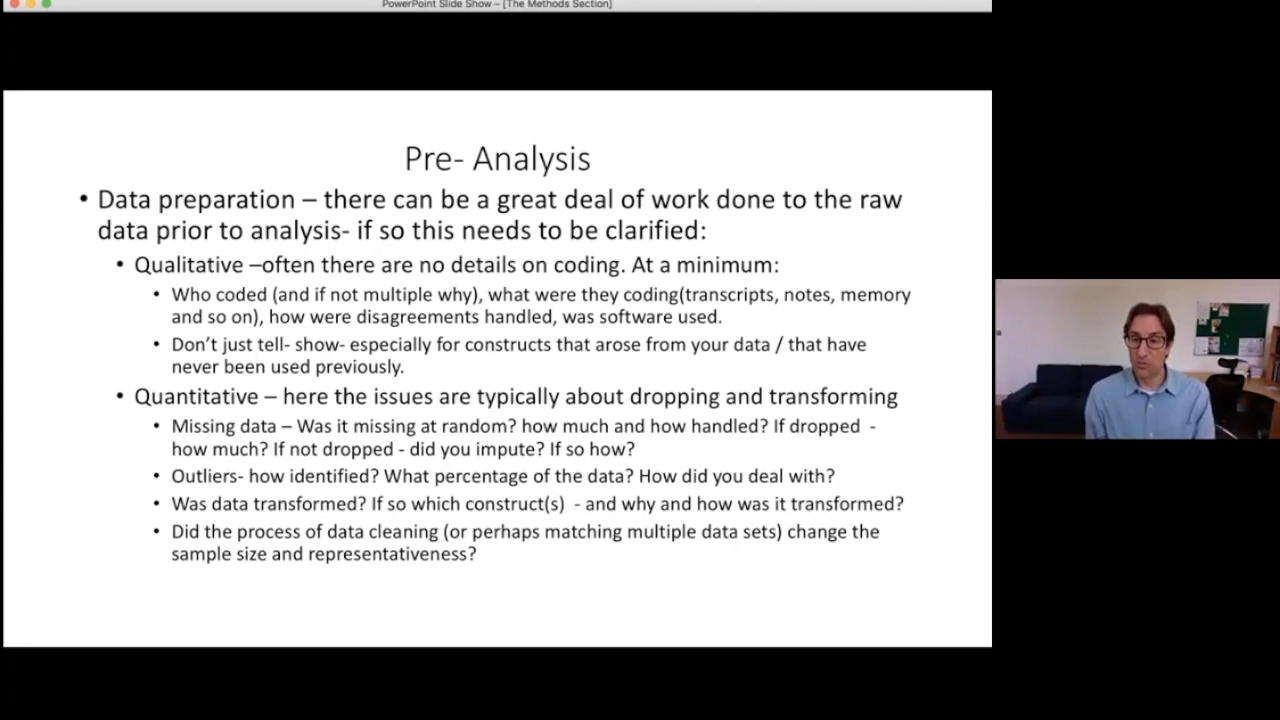 PowerPoint Slide Show – [The Methods Section]
Pre- Analysis
• Data preparation – there can be a great deal of work done to the raw
data prior to analysis- if so this needs to be clarified:
• Qualitative –often there are no details on coding. At a minimum:
• Who coded (and if not multiple why), what were they coding(transcripts, notes, memory
and so on), how were disagreements handled, was software used.
• Don’t just tell- show- especially for constructs that arose from your data / that have
never been used previously.
• Quantitative – here the issues are typically about dropping and transforming
• Missing data – Was it missing at random? how much and how handled? If dropped -
how much? If not dropped - did you impute? If so how?
• Outliers- how identified? What percentage of the data? How did you deal with?
• Was data transformed? If so which construct(s) - and why and how was it transformed?
• Did the process of data cleaning (or perhaps matching multiple data sets) change the
sample size and representativeness?